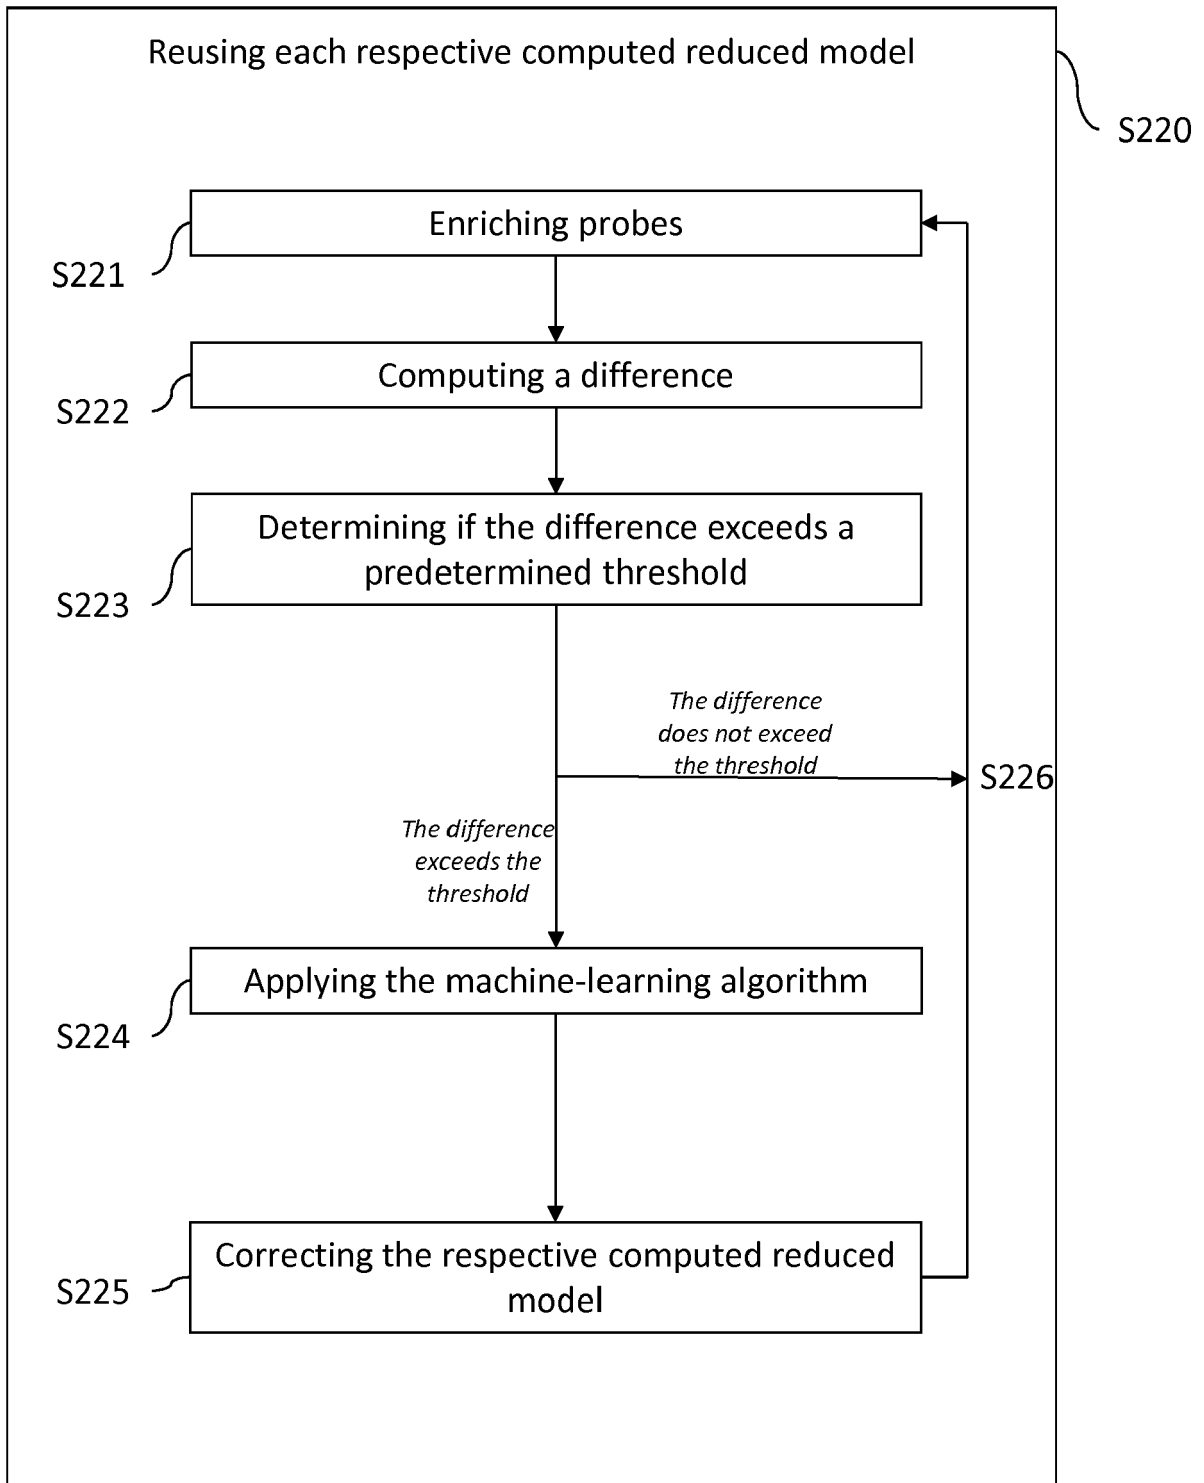 Reusing each respective computed reduced model
S220
Enriching probes
S221
Computing a difference
S222
Determining if the difference exceeds a
predetermined threshold
S223
The difference
does not exceed
the threshold
S226
The difference
exceeds the
threshold
Applying the machine-learning algorithm
S224
Correcting the respective computed reduced
model
S225